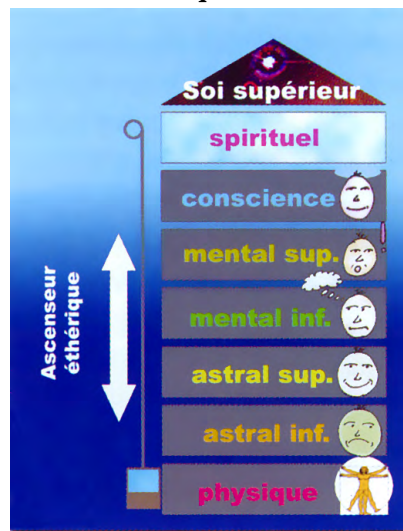 Soi supérieur
spirituel
conscience
mental sup.
mental inf.
astral sup.
astral inf.
physique
Ascenseur
éthérique